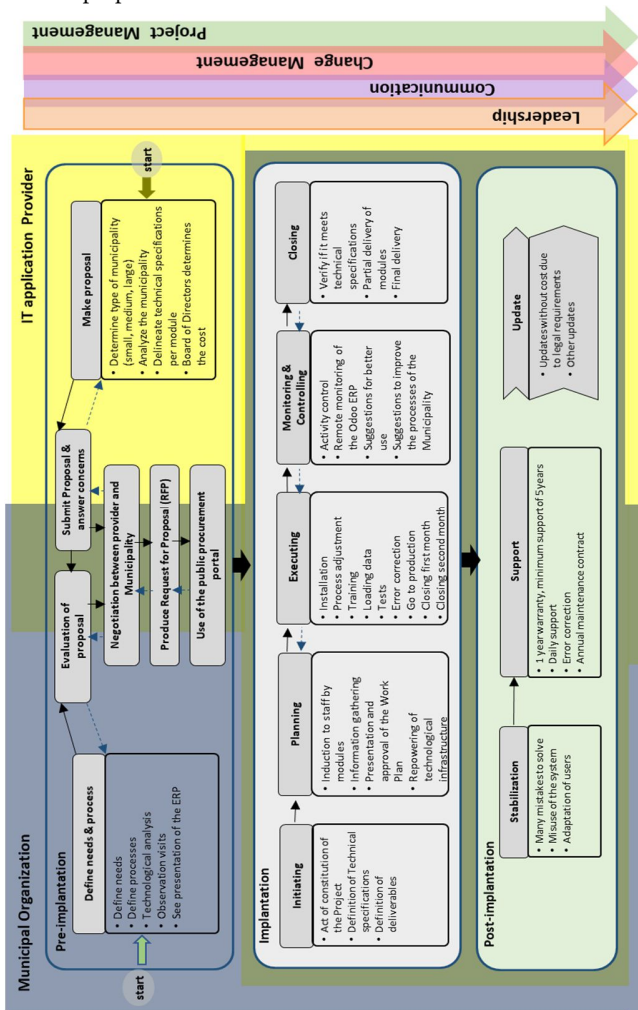 Municipal Organization
IT application Provider
Pre-implantation
start
Define needs & process
• Define needs
• Define processes
• Technological analysis
• Observation visits
• See presentation of the ERP
Evaluation of
proposal
Submit Proposal &
answer concerns
Negotiation between provider and
Municipality
Produce Request for Proposal (RFP)
Use of the public procurement
portal
Make proposal
• Determine type of municipality
(small, medium, large)
• Analyze the municipality
• Delineate technical specifications
per module
• Board of Directors determines
the cost
start
Implantation
Initiating
• Act of constitution of
the Project
• Definition of Technical
specifications
• Definition of
deliverables
Planning
• Induction to staff by
modules
• Information gathering
• Presentation and
approval of the Work
Plan
• Repowering of
technological
infrastructure
Executing
• Installation
• Process adjustment
• Training
• Loading data
• Tests
• Error correction
• Go to production
• Closing first month
• Closing second month
Monitoring &
Controlling
• Activity control
• Remote monitoring of
the Odoo ERP
• Suggestions for better
use
• Suggestions to improve
the processes of the
Municipality
Closing
• Verify if it meets
technical
specifications
• Partial delivery of
modules
• Final delivery
Post-implantation
Stabilization
• Many mistakes to solve
• Misuse of the system
• Adaptation of users
Support
• 1 year warranty, minimum support of 5 years
• Daily support
• Error correction
• Annual maintenance contract
Update
• Updates without cost due
to legal requirements
• Other updates
Leadership
Communication
Change Management
Project Management